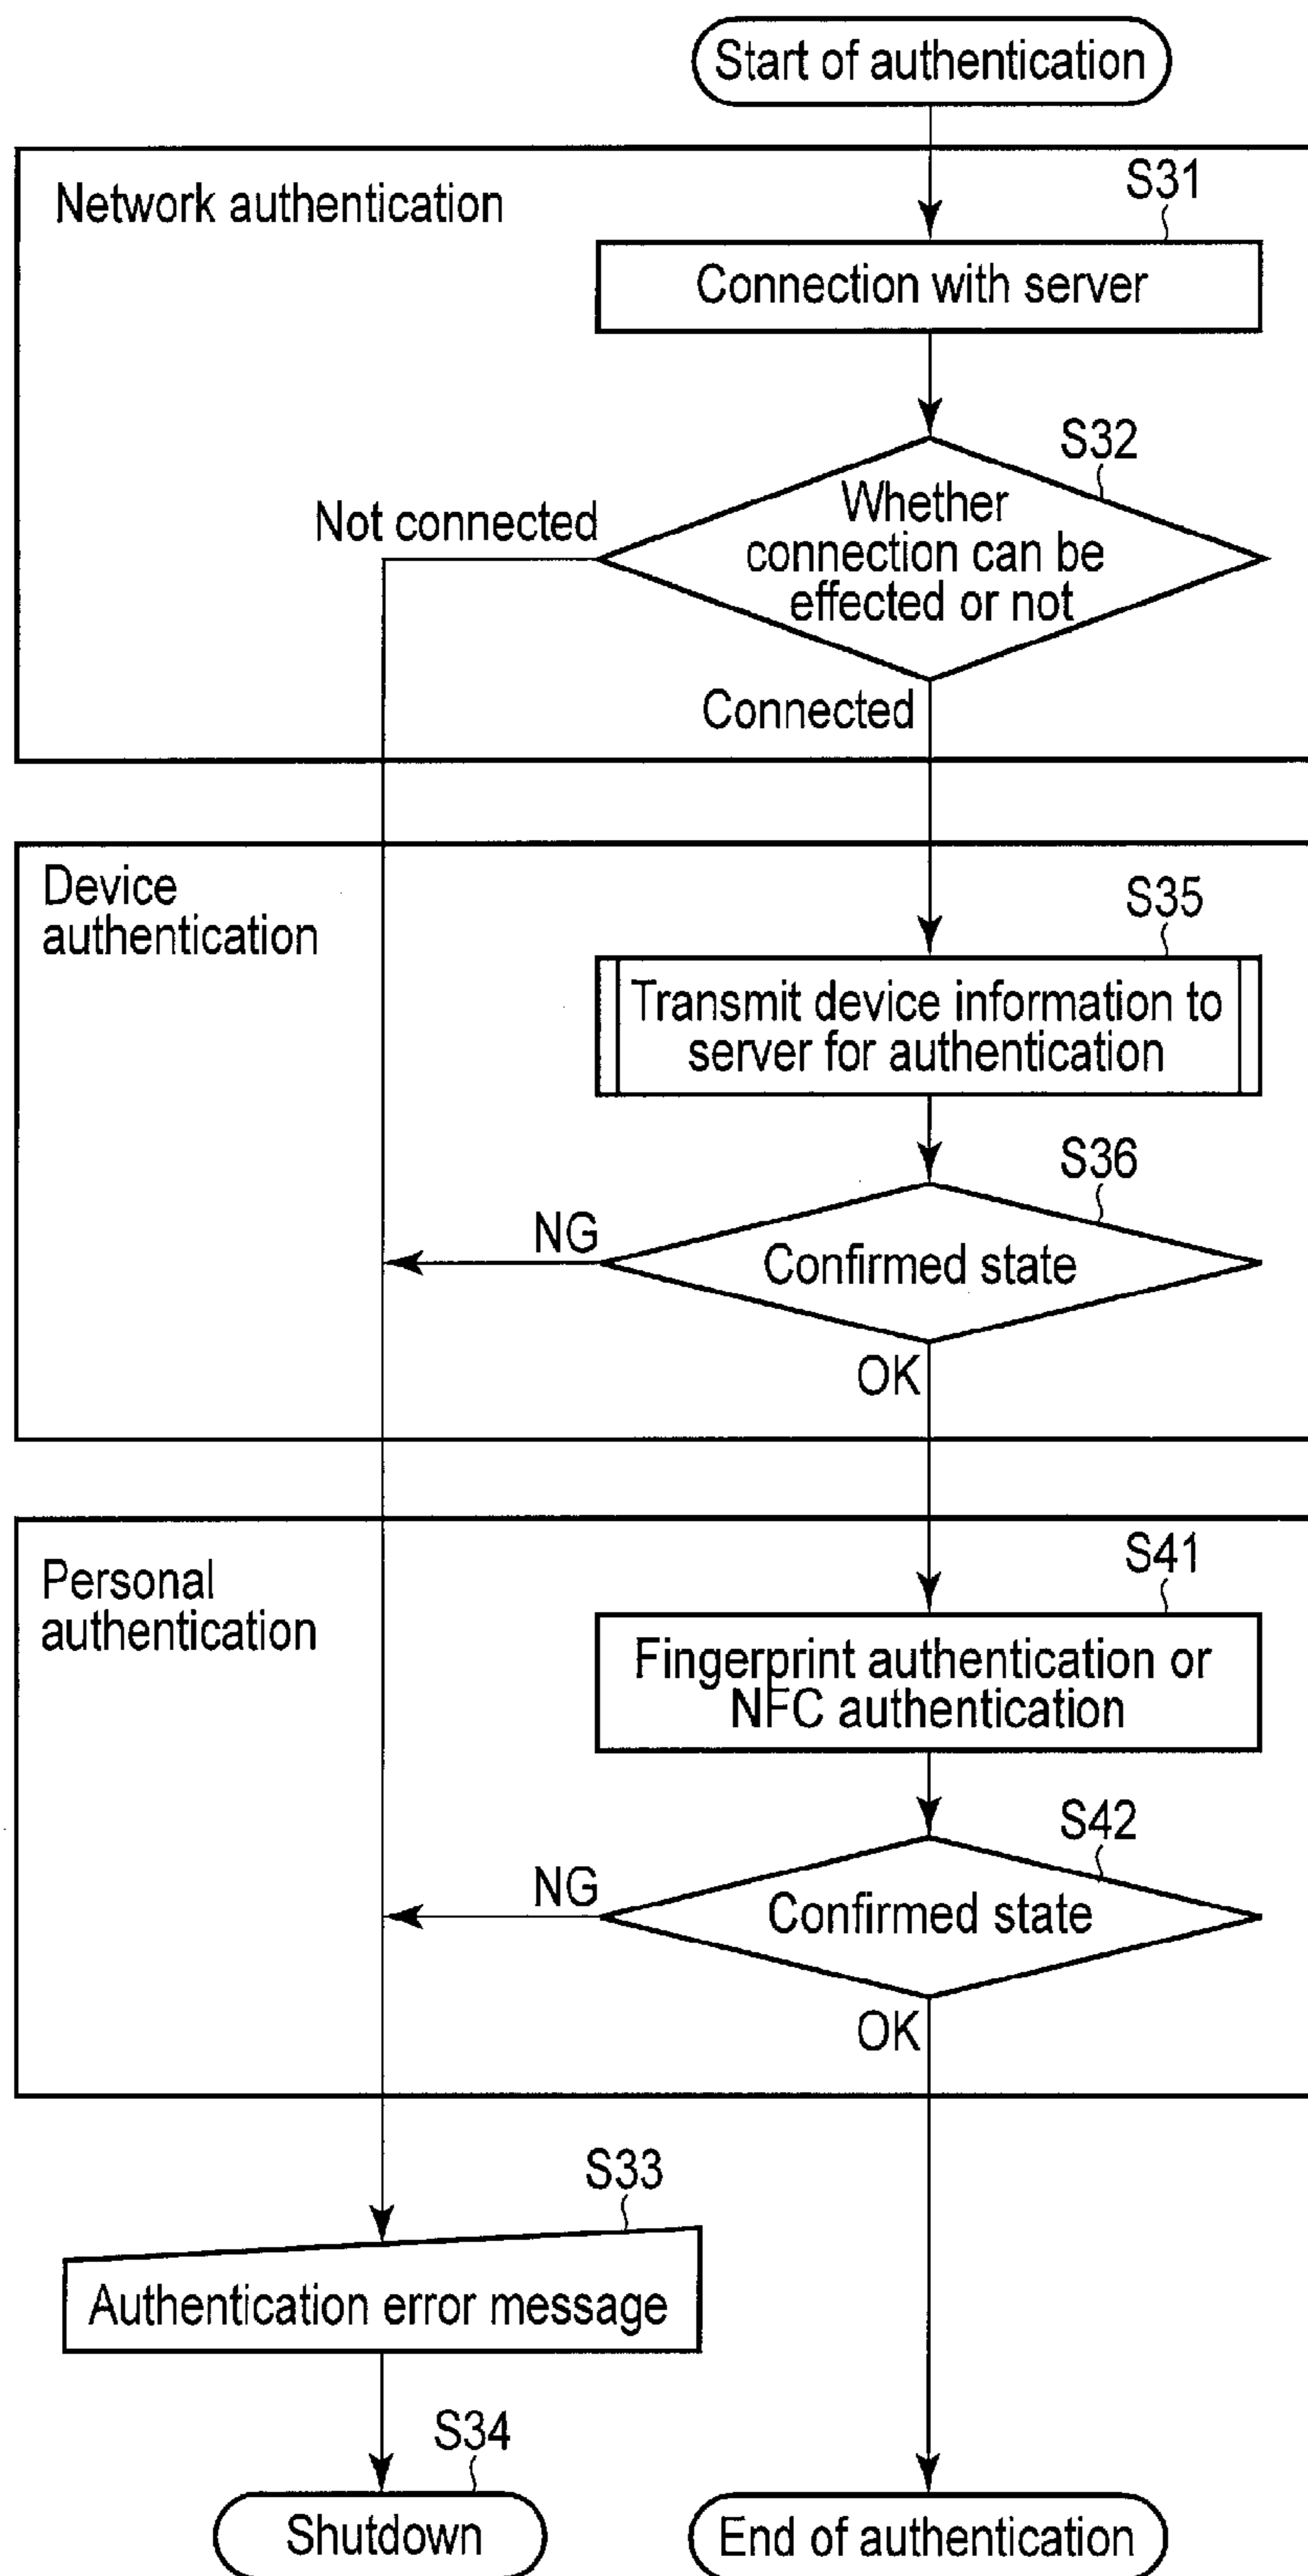 Start of authentication
Network authentication
S31
Connection with server
S32
Not connected
Whether
connection can be
effected or not
Connected
Device
authentication
S35
Transmit device information to
server for authentication
S36
NG
Confirmed state
OK
Personal
authentication
S41
Fingerprint authentication or
NFC authentication
S42
NG
Confirmed state
OK
S33
Authentication error message
S34
Shutdown
End of authentication